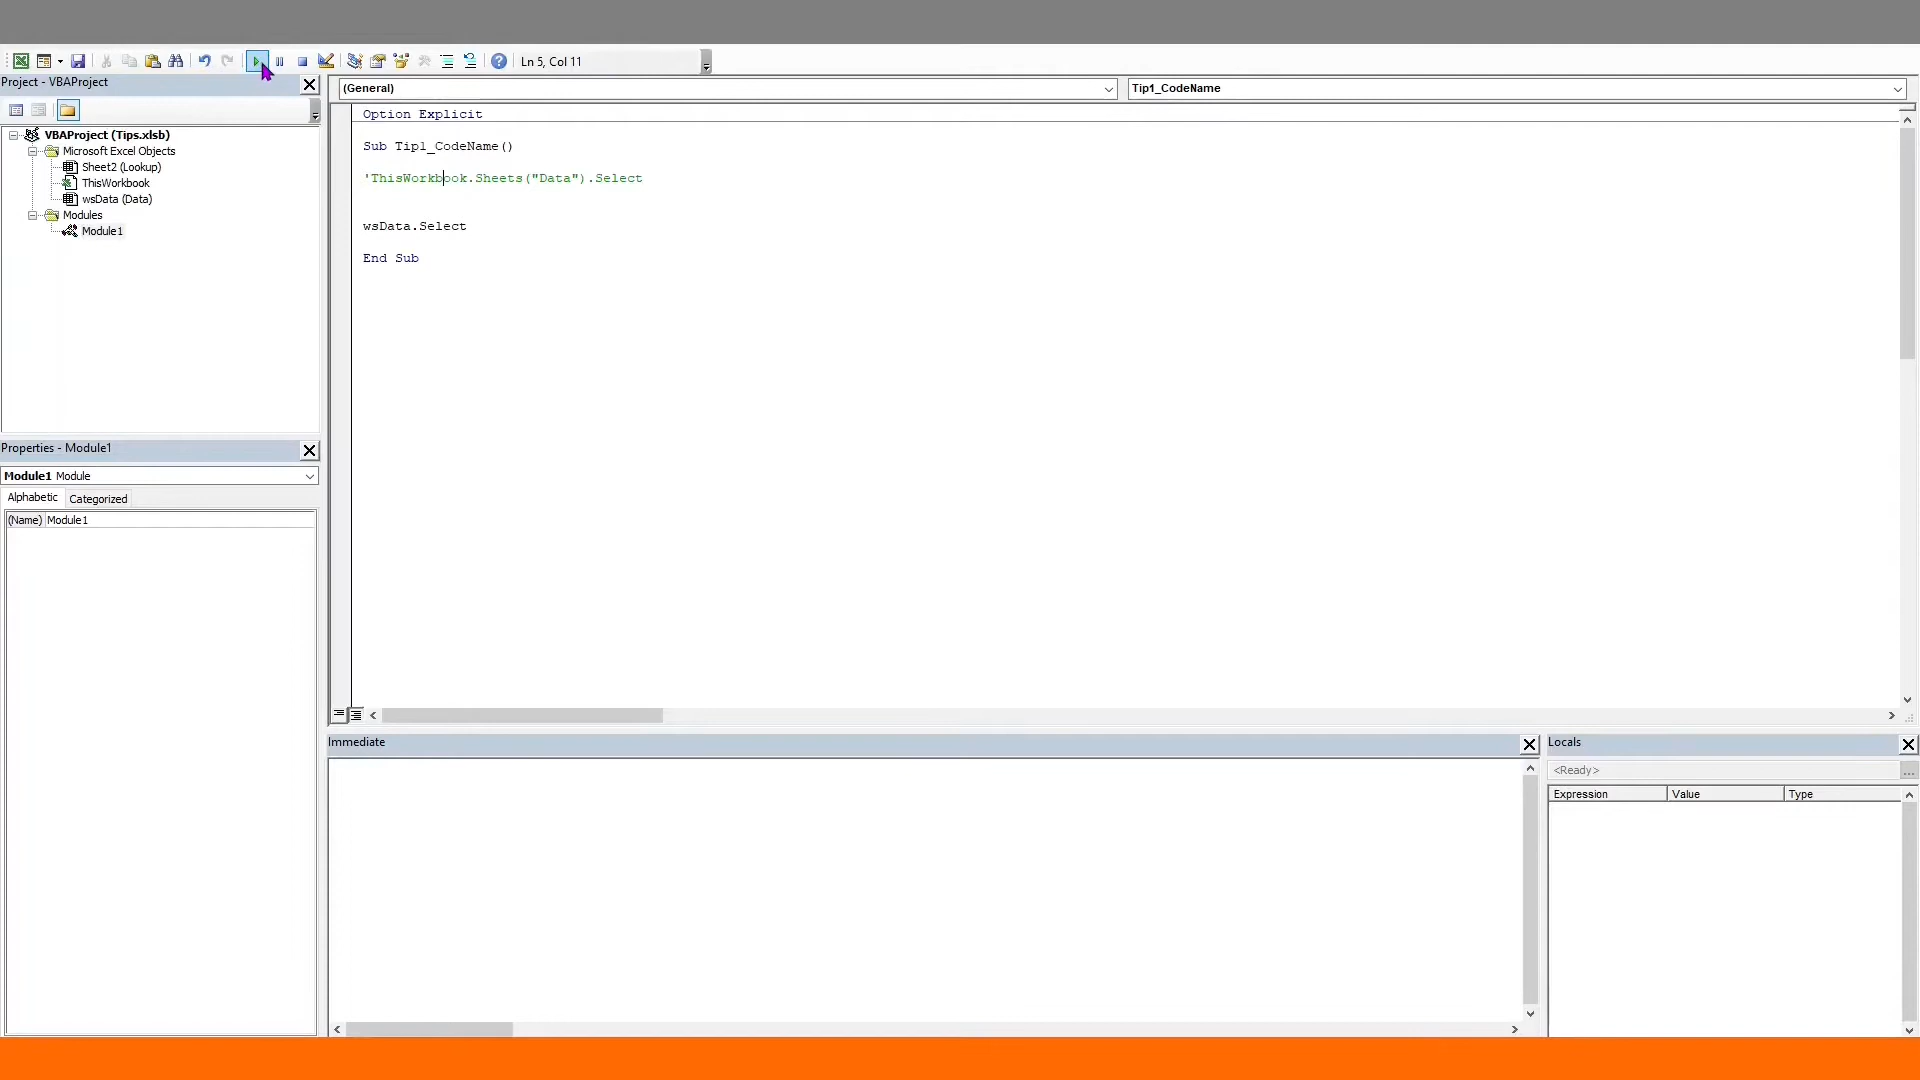 Ln 5, Col 11
Project - VBAProject
(General)
Tip1_CodeName
VBAProject (Tips.xlsb)
Microsoft Excel Objects
Sheet2 (Lookup)
ThisWorkbook
wsData (Data)
Modules
Module1
Option Explicit
Sub Tip1_CodeName()
'ThisWorkbook.Sheets("Data").Select
wsData.Select
End Sub
Properties - Module1
Module1 Module
Alphabetic Categorized
(Name) Module1
Immediate
Locals
<Ready>
Expression Value Type